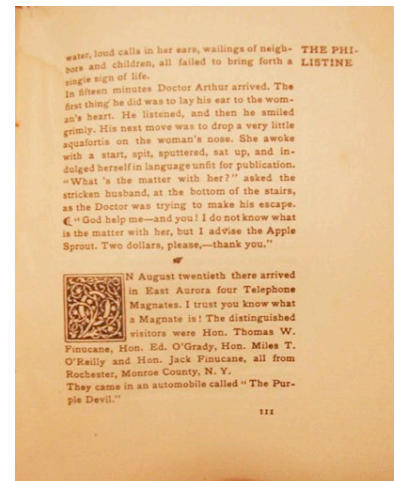 water, loud calls in her ears, wailings of neigh-
bors and children, all failed to bring forth a
single sign of life.
In fifteen minutes Doctor Arthur arrived. The
first thing he did was to lay his ear to the wom-
an's heart. He listened, and then he smiled
grimly. His next move was to drop a very little
aquafortis on the woman's nose. She awoke
with a start, spit, sputtered, sat up, and in-
dulged herself in language unfit for publication.
"What 's the matter with her?" asked the
stricken husband, at the bottom of the stairs,
as the Doctor was trying to make his escape.
☾ "God help me—and you! I do not know what
is the matter with her, but I advise the Apple
Sprout. Two dollars, please,—thank you."
THE PHI-
LISTINE
N August twentieth there arrived
in East Aurora four Telephone
Magnates. I trust you know what
a Magnate is! The distinguished
visitors were Hon. Thomas W.
Finucane, Hon. Ed. O'Grady, Hon. Miles T.
O'Reilly and Hon. Jack Finucane, all from
Rochester, Monroe County, N. Y.
They came in an automobile called "The Pur-
ple Devil."
111